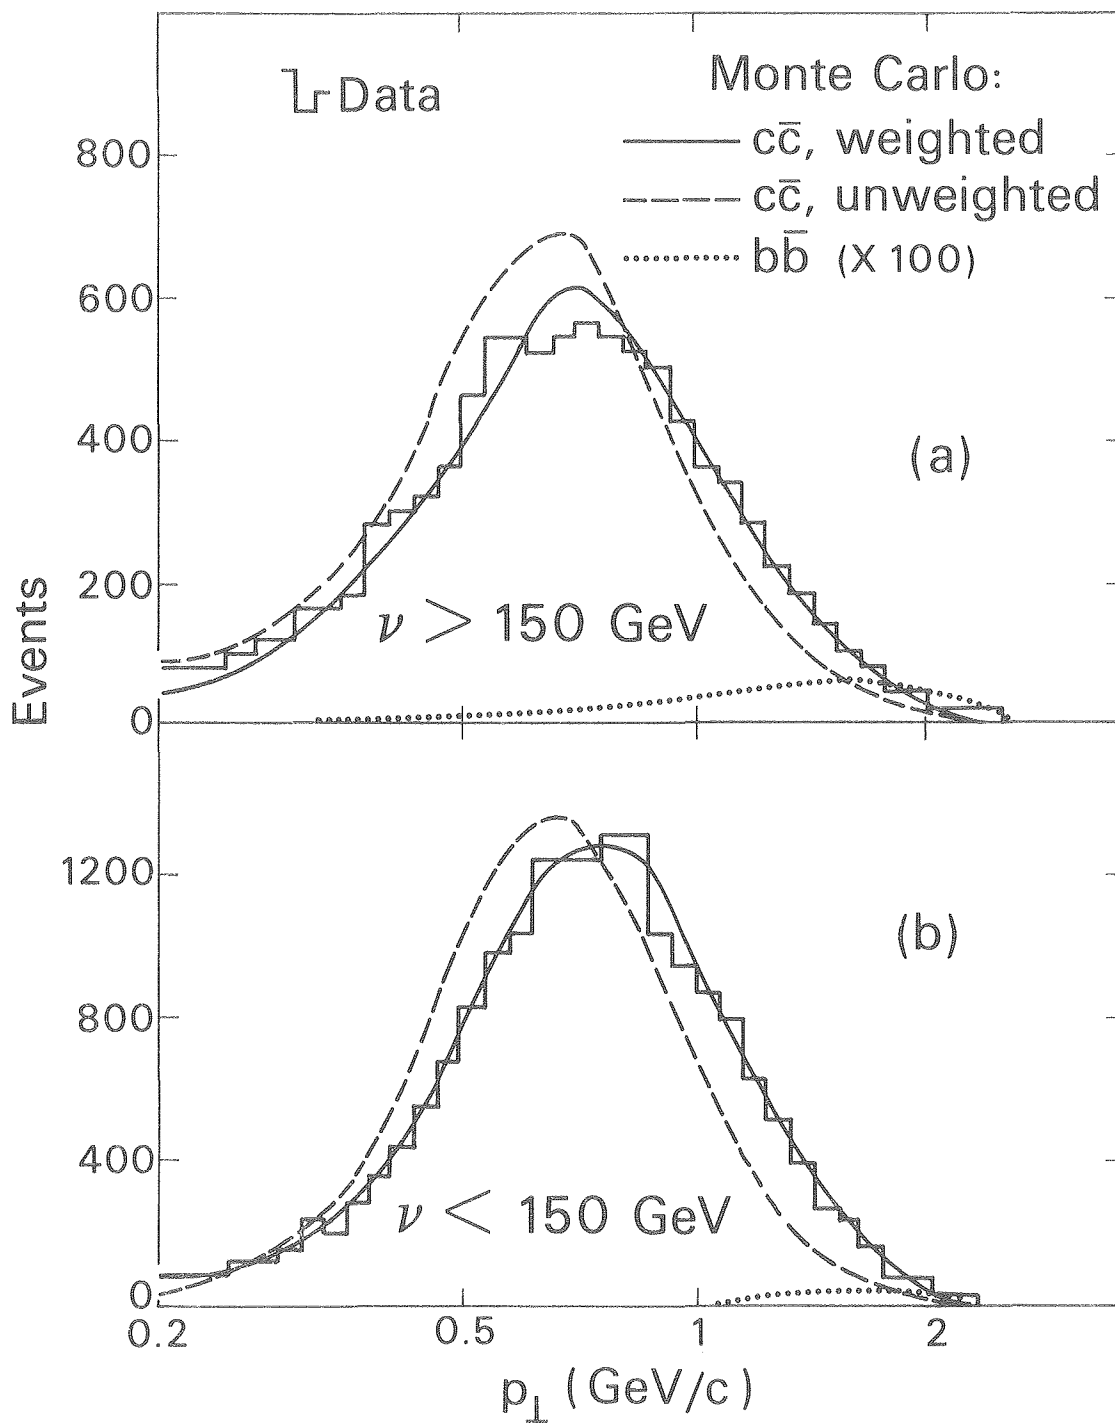 Data
Monte Carlo:
cc̄, weighted
cc̄, unweighted
bb̄ (X 100)
800
600
400
200
0
(a)
ν > 150 GeV
Events
1200
800
400
0
(b)
ν < 150 GeV
0.2 0.5 1 2
p⊥ (GeV/c)